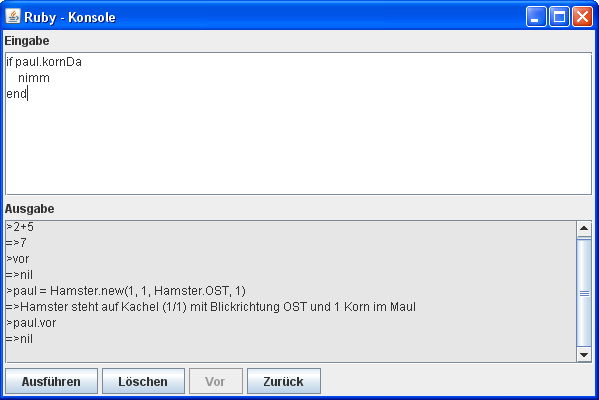 Ruby - Konsole
Eingabe
if paul.kornDa
nimm
end
Ausgabe
>2+5
=>7
>vor
=>nil
>paul = Hamster.new(1, 1, Hamster.OST, 1)
=>Hamster steht auf Kachel (1/1) mit Blickrichtung OST und 1 Korn im Maul
>paul.vor
=>nil
Ausführen Löschen Vor Zurück